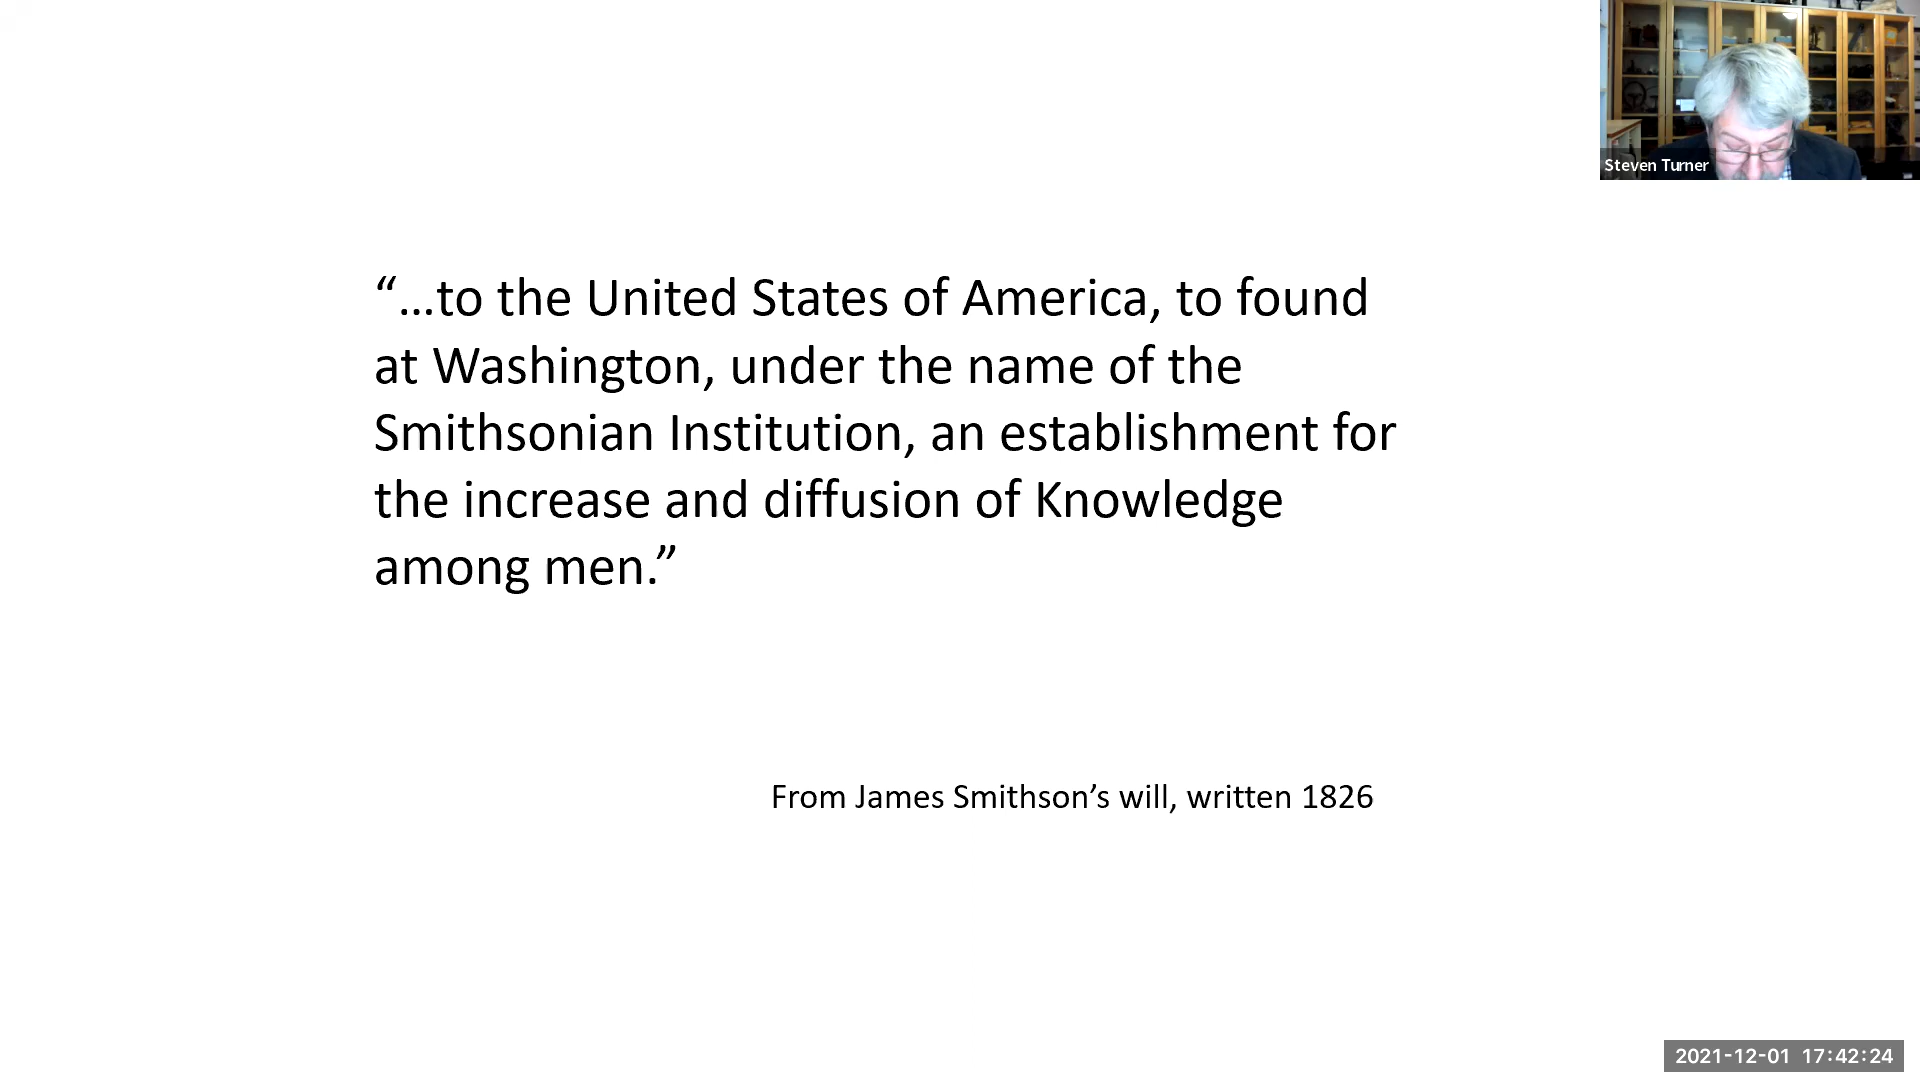 Steven Turner
“...to the United States of America, to found
at Washington, under the name of the
Smithsonian Institution, an establishment for
the increase and diffusion of Knowledge
among men.”
From James Smithson’s will, written 1826
2021-12-01 17:42:24